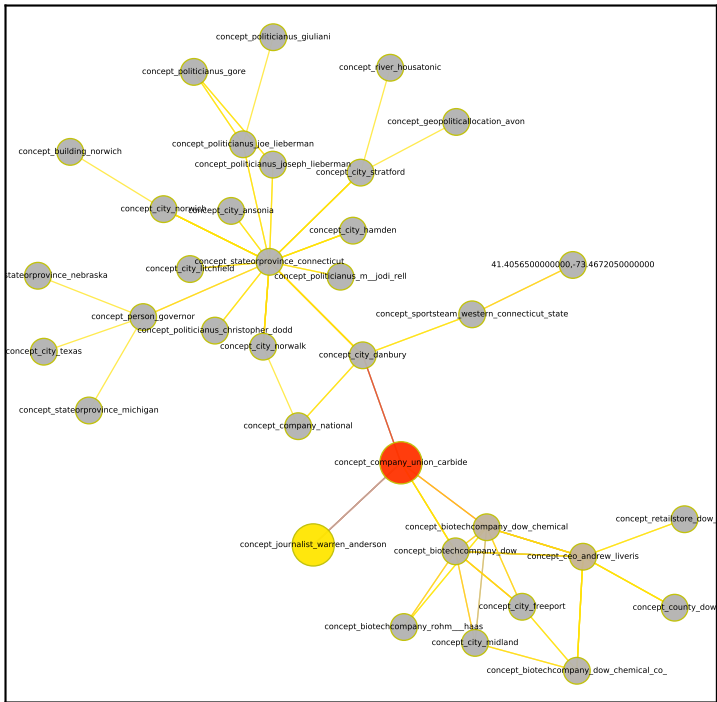 concept_politicianus_giuliani
concept_politicianus_gore
concept_river_housatonic
concept_geopoliticallocation_avon
concept_politicianus_joe_lieberman
concept_building_norwich
concept_politicianus_joseph_lieberman
concept_city_stratford
concept_city_norwich
concept_city_ansonia
concept_city_hamden
concept_stateorprovince_connecticut
41.4056500000000,-73.4672050000000
concept_city_litchfield
concept_politicianus_m__jodi_rell
stateorprovince_nebraska
concept_sportsteam_western_connecticut_state
concept_person_governor
concept_politicianus_christopher_dodd
concept_city_norwalk
concept_city_texas
concept_city_danbury
concept_stateorprovince_michigan
concept_company_national
concept_company_union_carbide
concept_retailstore_dow_
concept_biotechcompany_dow_chemical
concept_journalist_warren_anderson
concept_biotechcompany_dow
concept_ceo_andrew_liveris
concept_city_freeport
concept_county_dow
concept_biotechcompany_rohm___haas
concept_city_midland
concept_biotechcompany_dow_chemical_co_